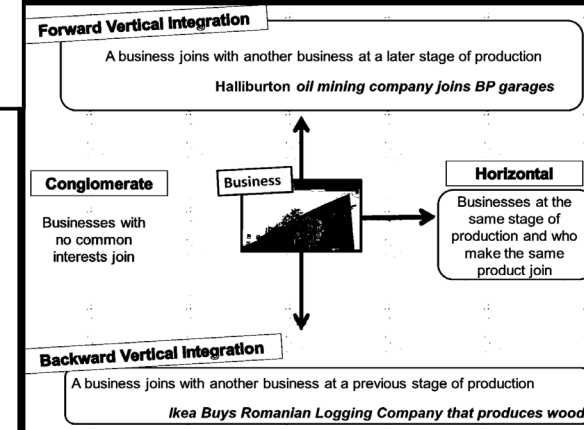 Forward Vertical Integration
A business joins with another business at a later stage of production
Halliburton oil mining company joins BP garages
Conglomerate
Businesses with
no common
interests join
Business
Horizontal
Businesses at the
same stage of
production and who
make the same
product join
Backward Vertical Integration
A business joins with another business at a previous stage of production
Ikea Buys Romanian Logging Company that produces wood